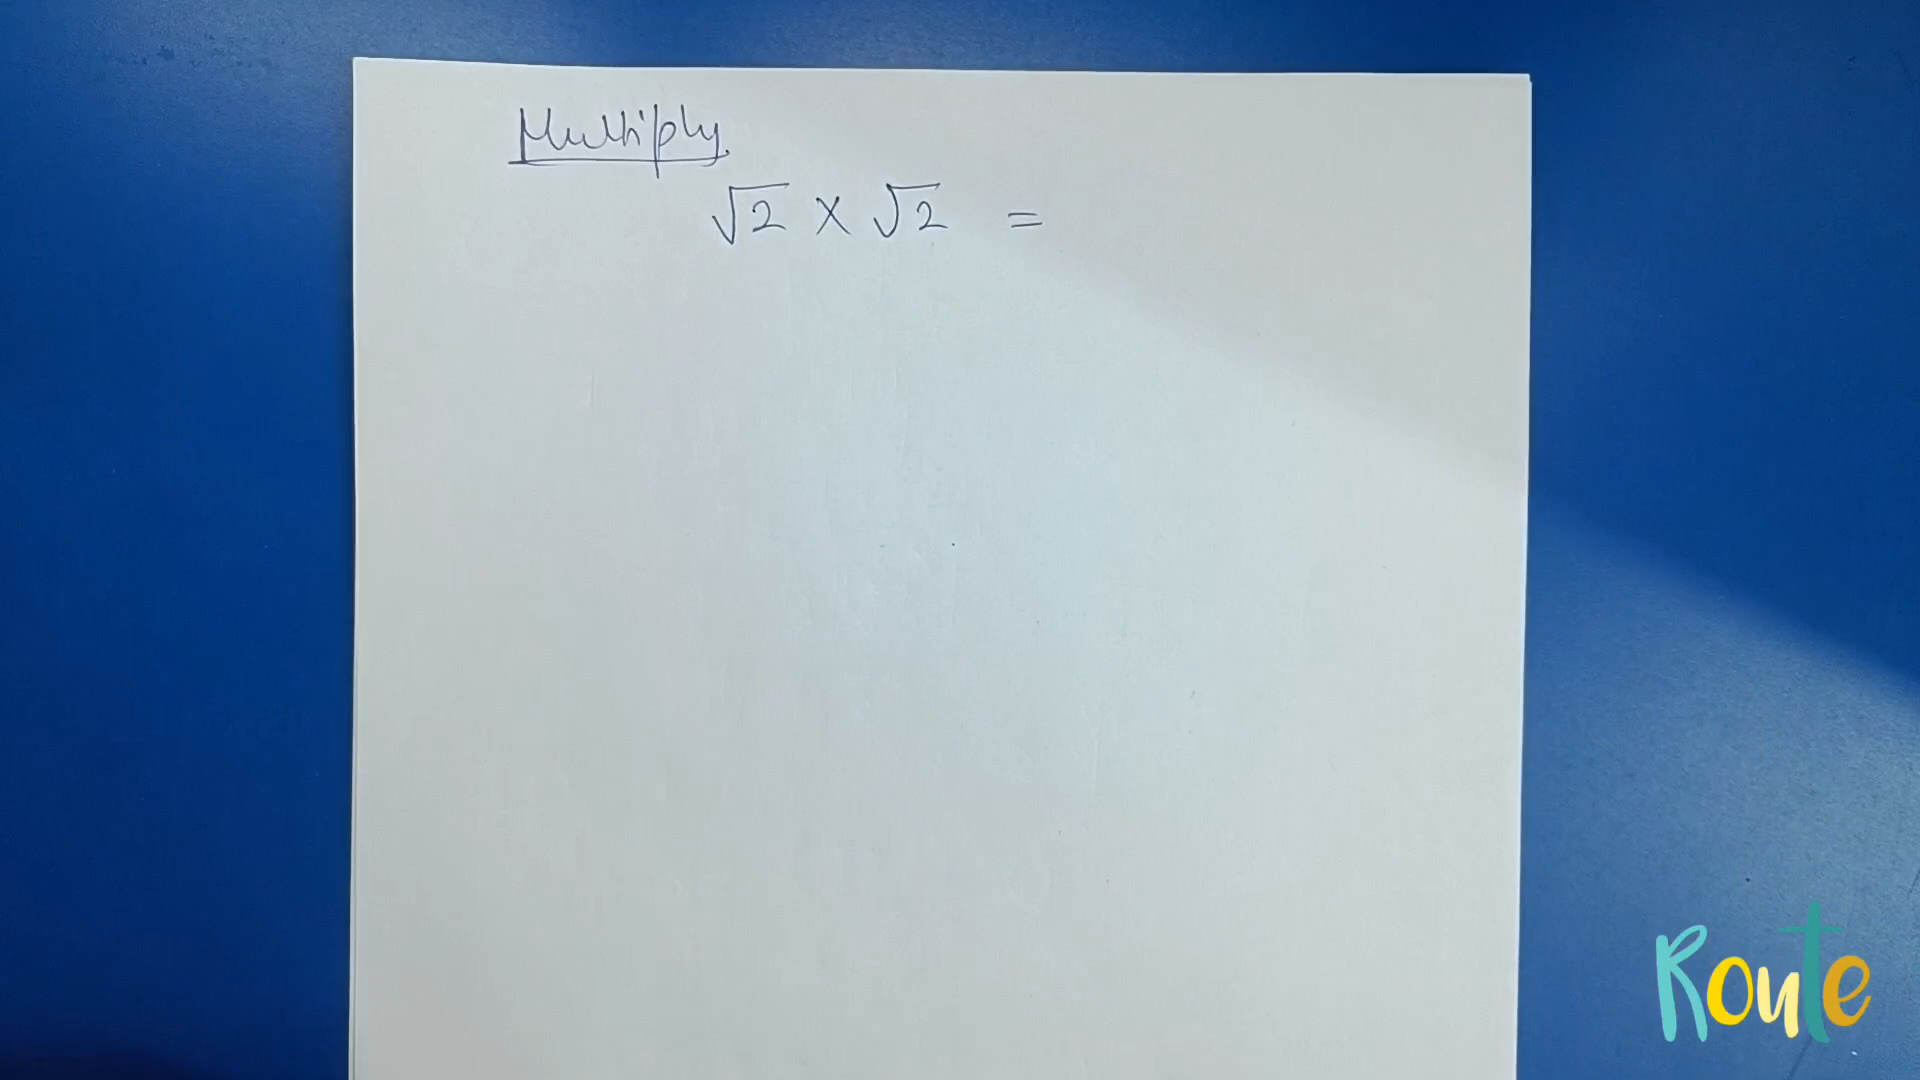 Multiply
√2 × √2 =
Route